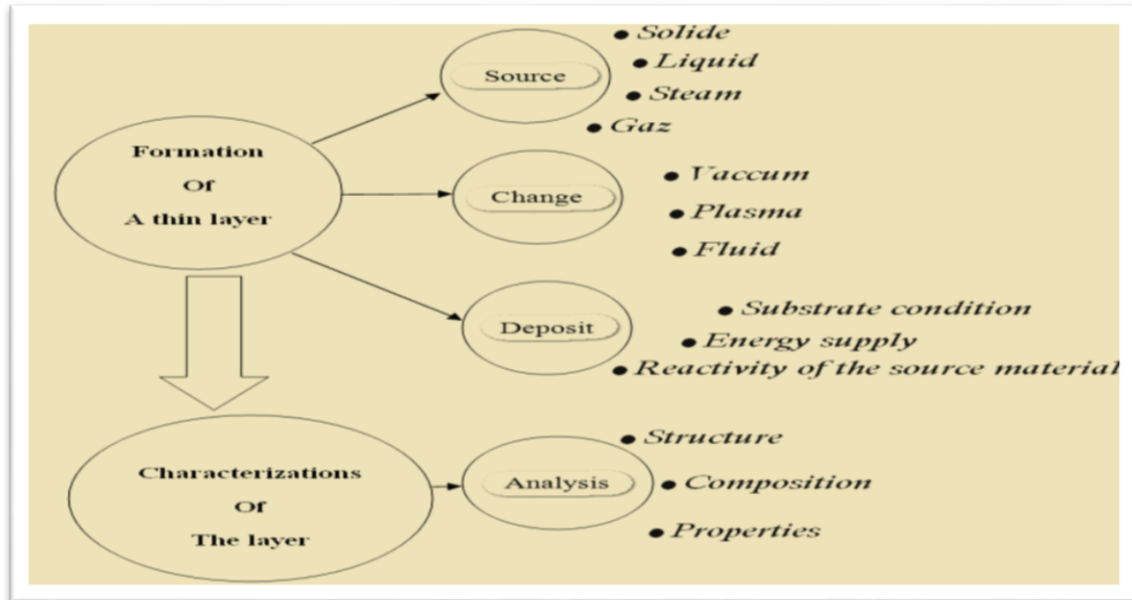 Formation
Of
A thin layer
Source
• Solide
• Liquid
• Steam
• Gaz
Change
• Vaccum
• Plasma
• Fluid
Deposit
• Substrate condition
• Energy supply
• Reactivity of the source material
Characterizations
Of
The layer
Analysis
• Structure
• Composition
• Properties